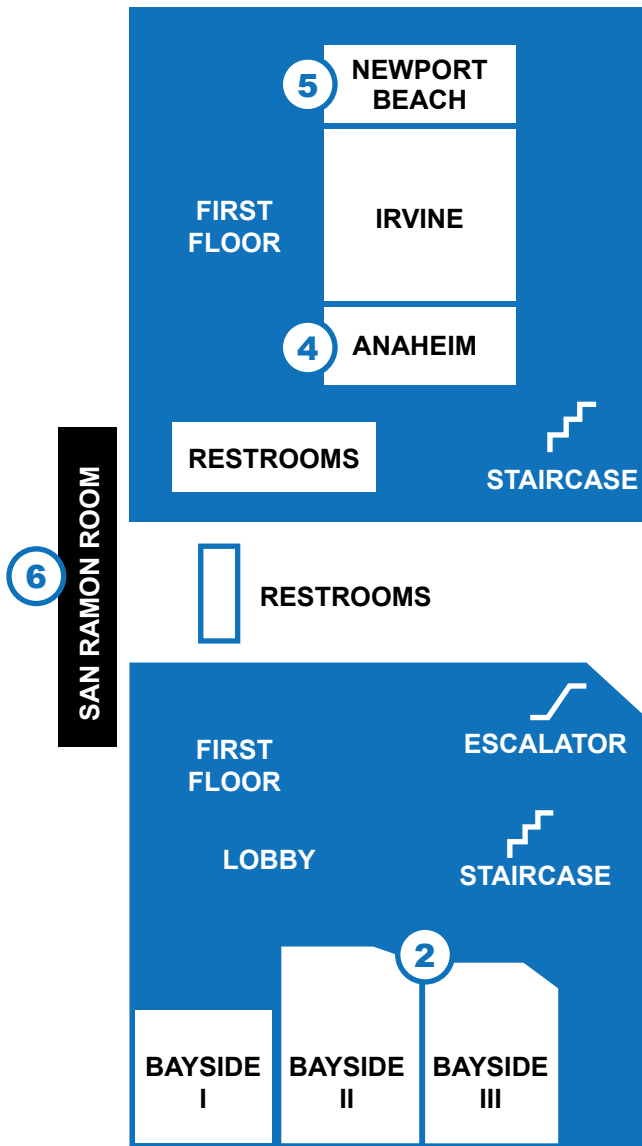 5
NEWPORT
BEACH
FIRST
FLOOR
IRVINE
4
ANAHEIM
RESTROOMS
STAIRCASE
SAN RAMON ROOM
6
RESTROOMS
FIRST
FLOOR
ESCALATOR
LOBBY
STAIRCASE
2
BAYSIDE
I
BAYSIDE
II
BAYSIDE
III